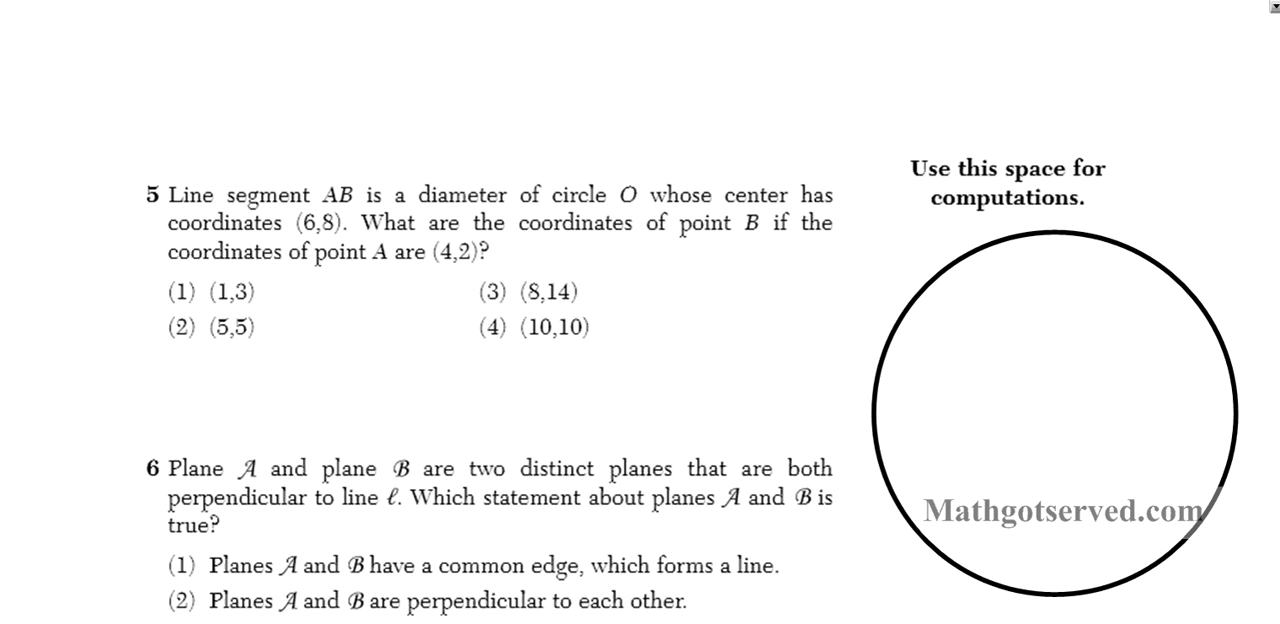 Use this space for
computations.
5 Line segment AB is a diameter of circle O whose center has
coordinates (6,8). What are the coordinates of point B if the
coordinates of point A are (4,2)?
(1) (1,3) (3) (8,14)
(2) (5,5) (4) (10,10)
6 Plane 𝒜 and plane ℬ are two distinct planes that are both
perpendicular to line ℓ. Which statement about planes 𝒜 and ℬ is
true?
(1) Planes 𝒜 and ℬ have a common edge, which forms a line.
(2) Planes 𝒜 and ℬ are perpendicular to each other.
Mathgotserved.com